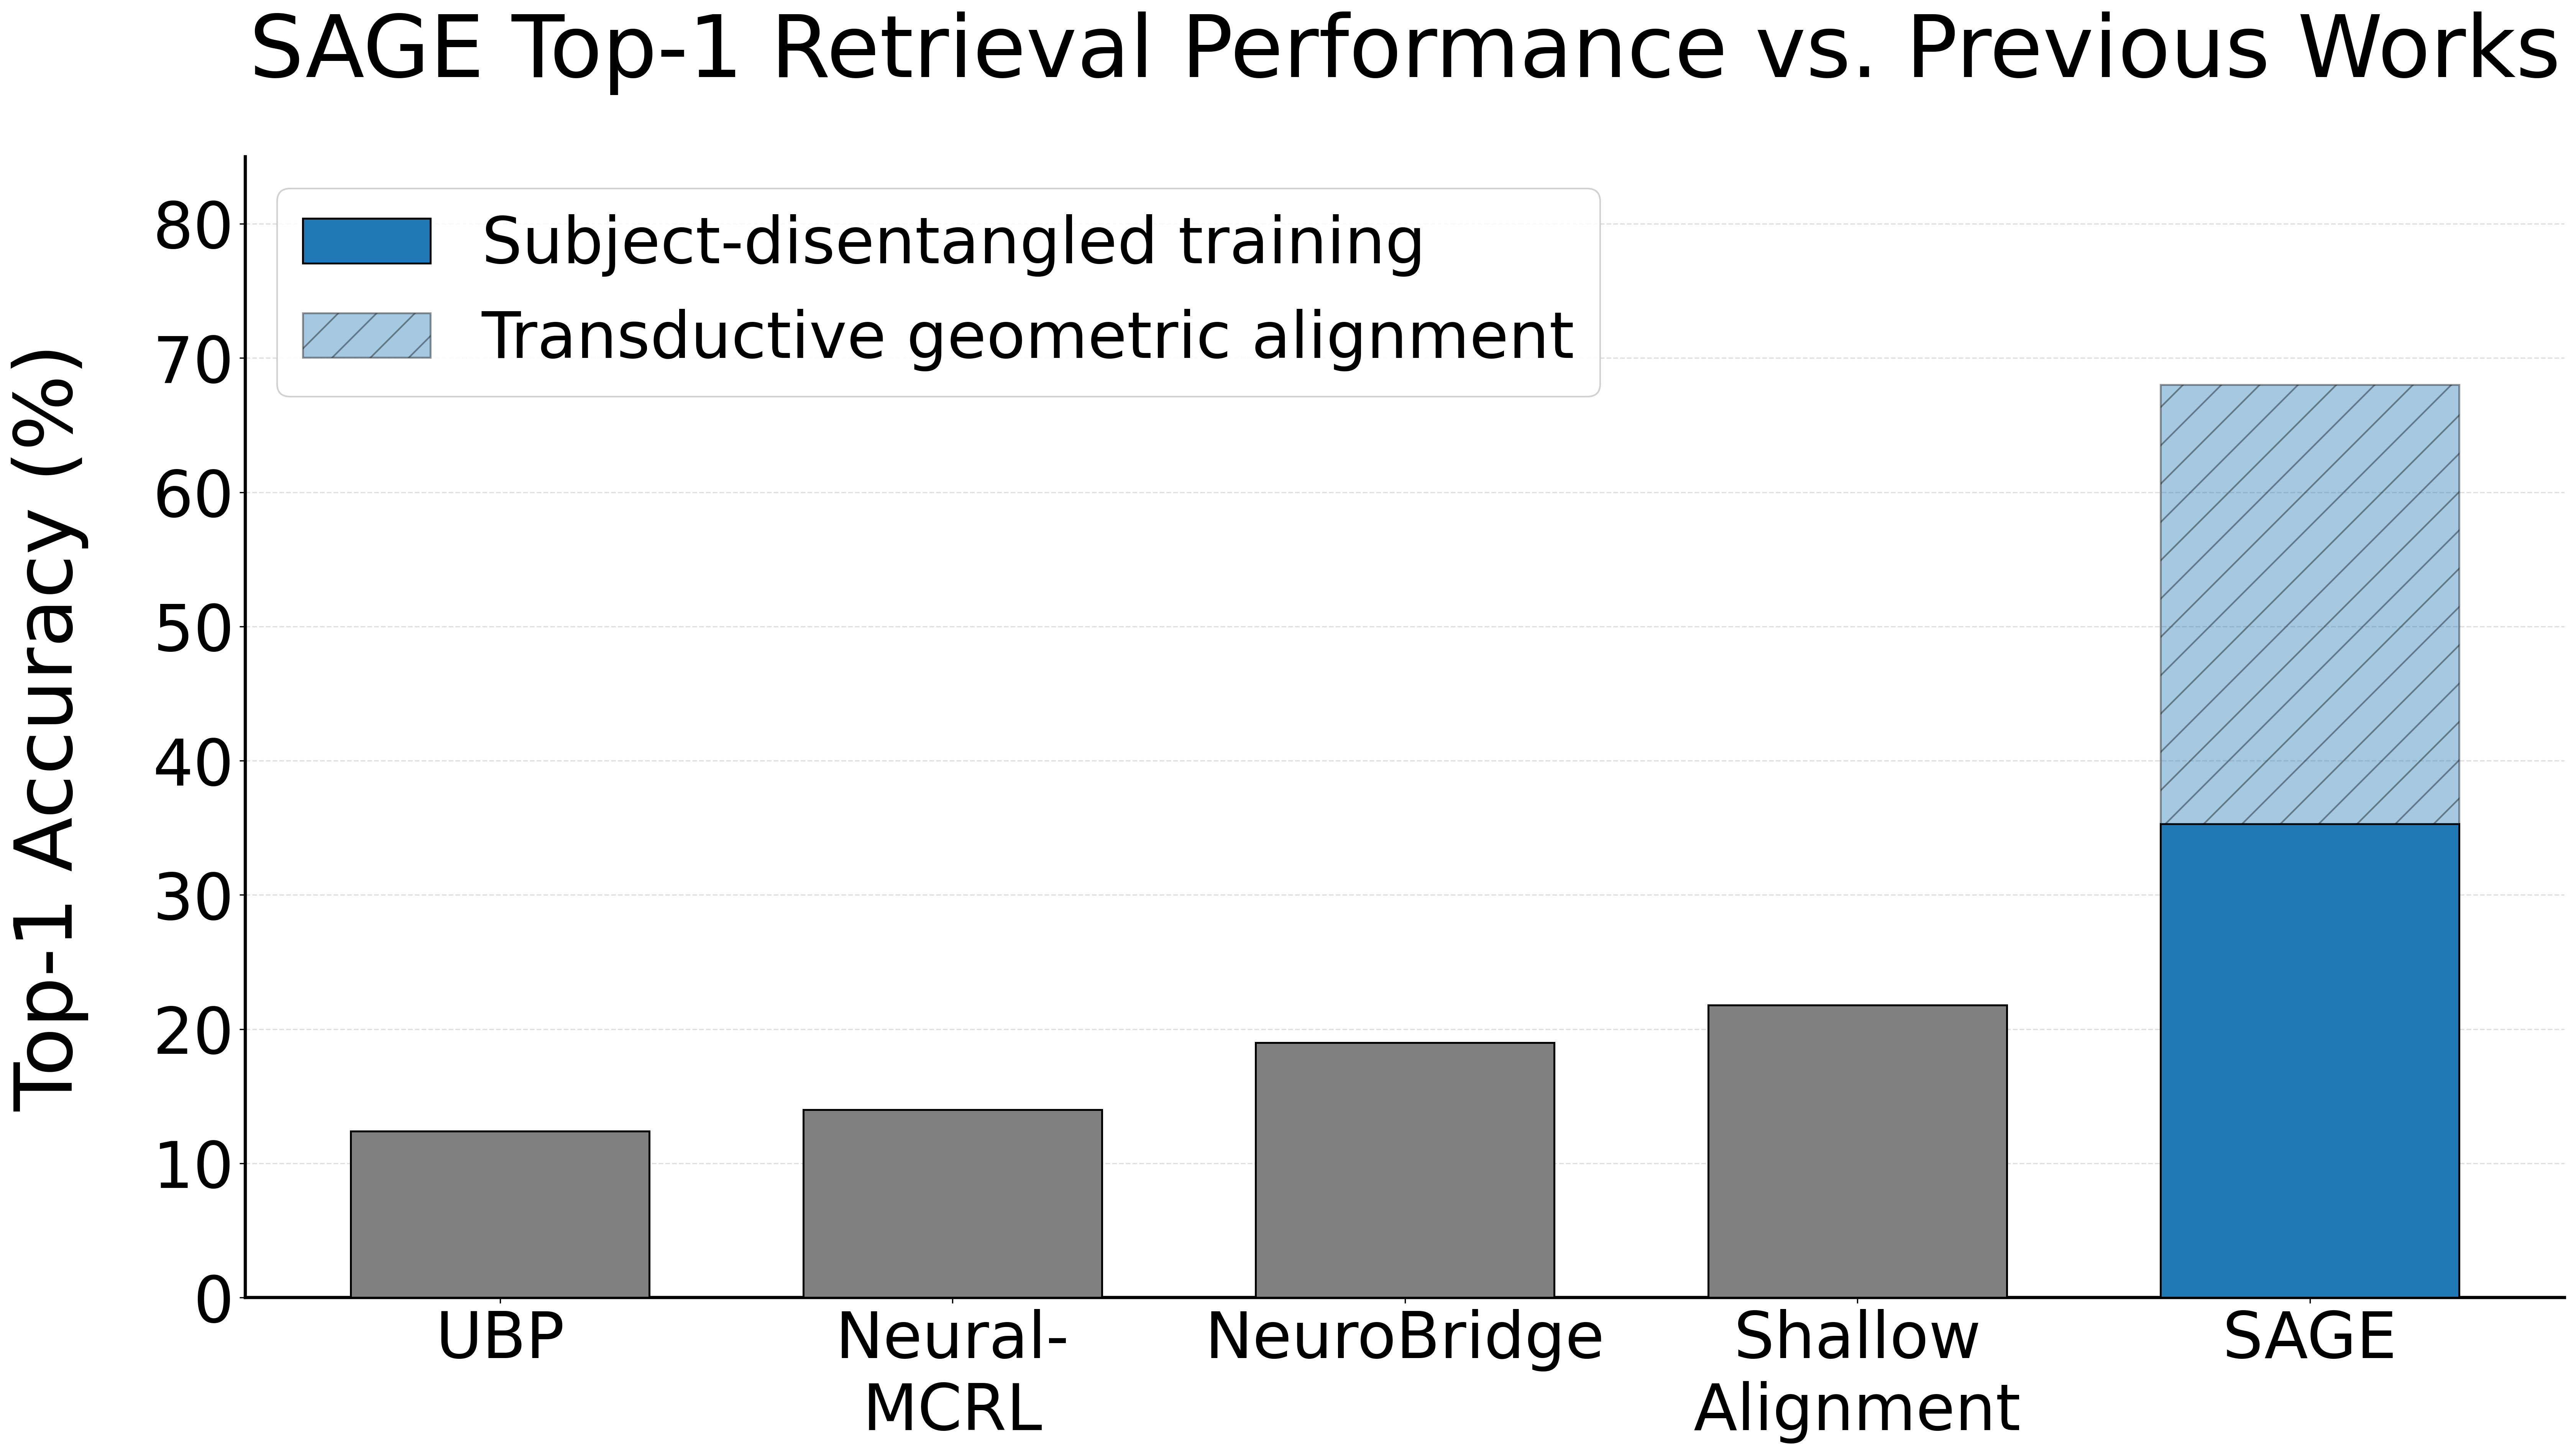 SAGE Top-1 Retrieval Performance vs. Previous Works
Top-1 Accuracy (%)
80
70
60
50
40
30
20
10
0
Subject-disentangled training
Transductive geometric alignment
UBP
Neural-
MCRL
NeuroBridge
Shallow
Alignment
SAGE